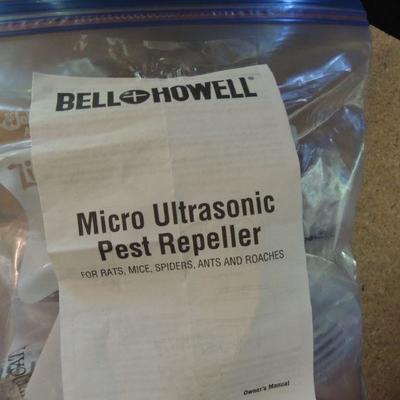 BELL+HOWELL®
Micro Ultrasonic
Pest Repeller
FOR RATS, MICE, SPIDERS, ANTS AND ROACHES
Owner's Manual